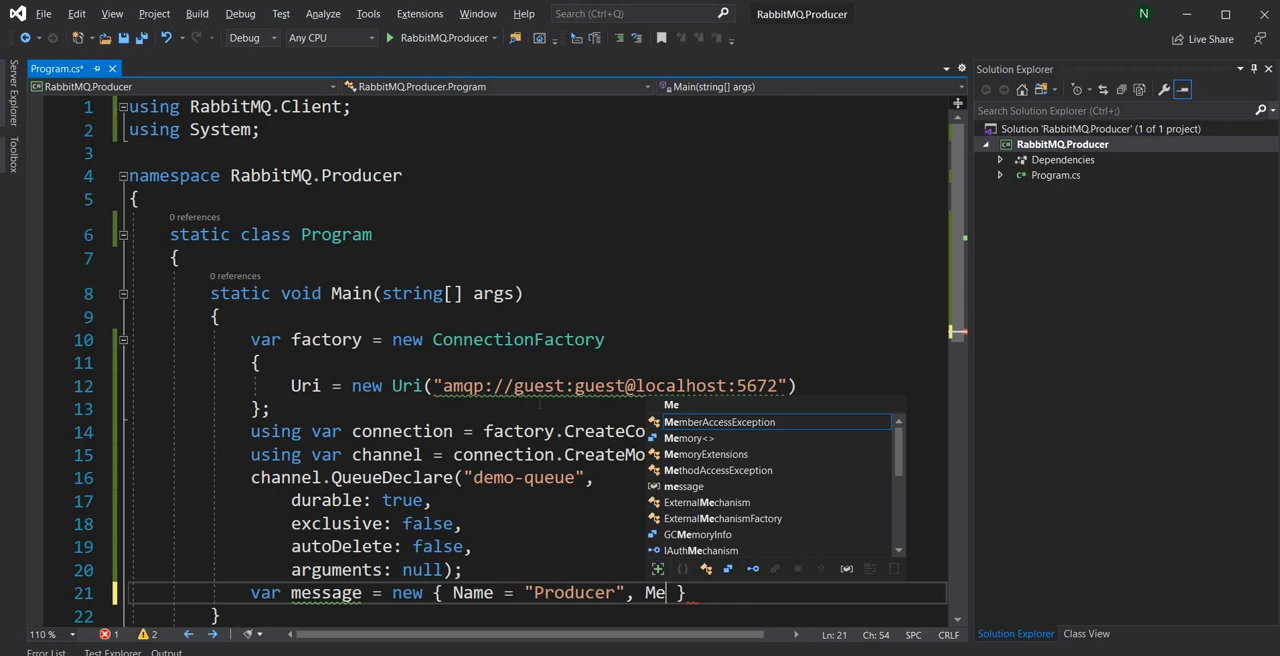 File Edit View Project Build Debug Test Analyze Tools Extensions Window Help Search (Ctrl+Q) RabbitMQ.Producer N
Debug Any CPU RabbitMQ.Producer Live Share
Server Explorer
Toolbox
Program.cs*
RabbitMQ.Producer RabbitMQ.Producer.Program Main(string[] args)
1 using RabbitMQ.Client;
2 using System;
3
4 namespace RabbitMQ.Producer
5 {
0 references
6 static class Program
7 {
0 references
8 static void Main(string[] args)
9 {
10 var factory = new ConnectionFactory
11 {
12 Uri = new Uri("amqp://guest:guest@localhost:5672")
13 };
14 using var connection = factory.CreateCo
15 using var channel = connection.CreateMo
16 channel.QueueDeclare("demo-queue",
17 durable: true,
18 exclusive: false,
19 autoDelete: false,
20 arguments: null);
21 var message = new { Name = "Producer", Me }
22 }
Me
MemberAccessException
Memory<>
MemoryExtensions
MethodAccessException
message
ExternalMechanism
ExternalMechanismFactory
GCMemoryInfo
IAuthMechanism
110 % 1 2 Ln: 21 Ch: 54 SPC CRLF
Error List Test Explorer Output
Solution Explorer
Search Solution Explorer (Ctrl+;)
Solution 'RabbitMQ.Producer' (1 of 1 project)
RabbitMQ.Producer
Dependencies
Program.cs
Solution Explorer Class View